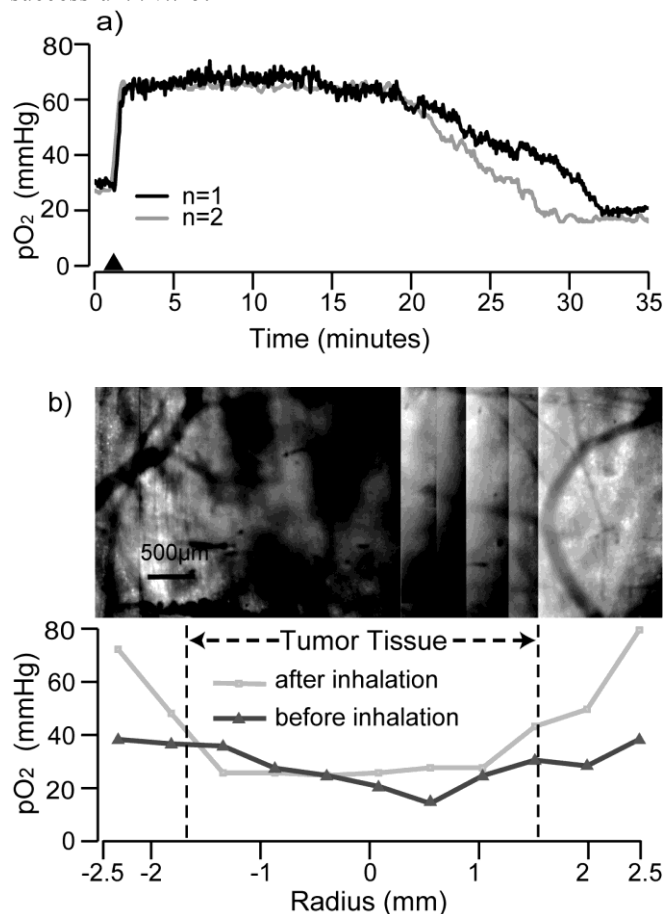 a)
80
60
40
20
0
pO₂ (mmHg)
n=1
n=2
0 5 10 15 20 25 30 35
Time (minutes)
b)
500µm
80
60
40
20
0
pO₂ (mmHg)
Tumor Tissue
after inhalation
before inhalation
-2.5 -2 -1 0 1 2 2.5
Radius (mm)